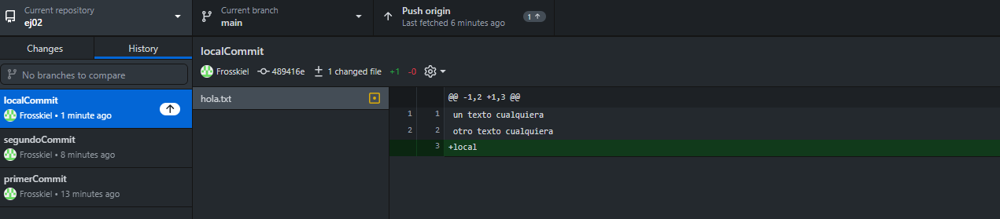 Current repository
ej02
Current branch
main
Push origin
Last fetched 6 minutes ago
1
Changes
History
No branches to compare
localCommit
Frosskiel • 1 minute ago
segundoCommit
Frosskiel • 8 minutes ago
primerCommit
Frosskiel • 13 minutes ago
localCommit
Frosskiel 489416e 1 changed file +1 -0
hola.txt
@@ -1,2 +1,3 @@
1 1 un texto cualquiera
2 2 otro texto cualquiera
3 +local